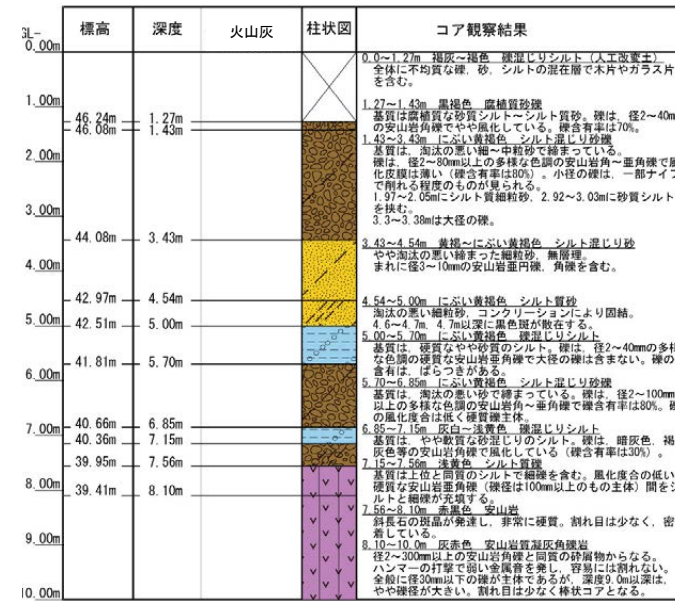 GL-
標高 深度 火山灰 柱状図 コア観察結果
0.00m
1.00m
2.00m
3.00m
4.00m
5.00m
6.00m
7.00m
8.00m
9.00m
10.00m
46.24m 1.27m
46.08m 1.43m
44.08m 3.43m
42.97m 4.54m
42.51m 5.00m
41.81m 5.70m
40.66m 6.85m
40.36m 7.15m
39.95m 7.56m
39.41m 8.10m
0.0～1.27m 褐灰～褐色 礫混じりシルト（人工改変土）
全体に不均質な礫、砂、シルトの混在層で木片やガラス片
を含む。
1.27～1.43m 黒褐色 腐植質砂礫
基質は腐植質な砂質シルト～シルト質砂。礫は、径2～40mm
の安山岩角礫でやや風化している。礫含有率は70%。
1.43～3.43m にぶい黄褐色 シルト混じり砂礫
基質は、淘汰の悪い細～中粒砂で締まっている。
礫は、径2～80mm以上の多様な色調の安山岩角～亜角礫で風
化皮膜は薄い（礫含有率は80%）。小径の礫は、一部ナイフ
で削れる程度のものが見られる。
1.97～2.05mにシルト質細粒砂、2.92～3.03mに砂質シルト
を挟む。
3.3～3.38mは大径の礫。
3.43～4.54m 黄褐～にぶい黄褐色 シルト混じり砂
やや淘汰の悪い締まった細粒砂、無層理。
まれに径3～10mmの安山岩亜円礫、角礫を含む。
4.54～5.00m にぶい黄褐色 シルト質砂
淘汰の悪い細粒砂、コンクリーションにより固結。
4.6～4.7m、4.7m以深に黒色斑が散在する。
5.00～5.70m にぶい黄褐色 礫混じりシルト
基質は、硬質なやや砂質のシルト。礫は、径2～40mmの多様
な色調の硬質な安山岩亜角礫で大径の礫は含まない。礫の
含有は、ばらつきがある。
5.70～6.85m にぶい黄褐色 シルト混じり砂礫
基質は、淘汰の悪い砂で締まっている。礫は、径2～100mm
以上の多様な色調の安山岩角～亜角礫で礫含有率は80%。礫
の風化度合は低く硬質礫主体。
6.85～7.15m 灰白～浅黄色 礫混じりシルト
基質は、やや軟質な砂混じりのシルト。礫は、暗灰色、褐
灰色等の安山岩角礫で風化している（礫含有率は30%）。
7.15～7.56m 浅黄色 シルト質礫
基質は上位と同質のシルトで細礫を含む。風化度合の低い
硬質な安山岩亜角礫（礫径は100mm以上のもの主体）間をシ
ルトと細礫が充填する。
7.56～8.10m 赤黒色 安山岩
斜長石の斑晶が発達し、非常に硬質。割れ目は少なく、密
着している。
8.10～10.0m 灰赤色 安山岩質凝灰角礫岩
径2～300mm以上の安山岩角礫と同質の砕屑物からなる。
ハンマーの打撃で弱い金属音を発し、容易には割れない。
全般に径30mm以下の礫が主体であるが、深度9.0m以深は、
やや礫径が大きい。割れ目は少なく棒状コアとなる。